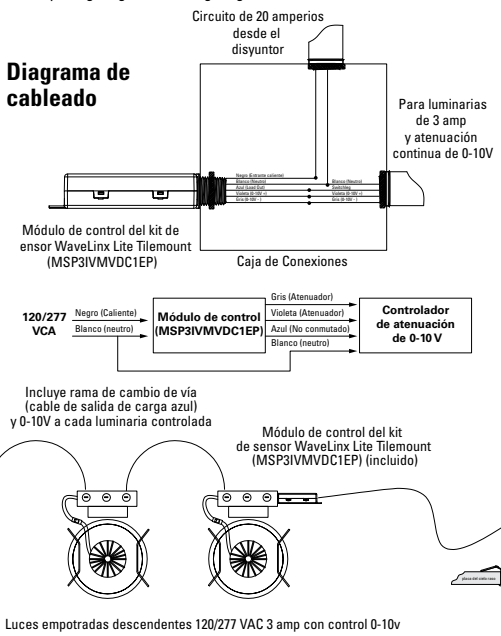 Circuito de 20 amperios
desde el
disyuntor
Diagrama de
cableado
Para luminarias
de 3 amp
y atenuación
continua de 0-10V
Negro (Entrante caliente)
Blanco (Neutro)
Blanco (Neutro)
Azul (Load Out)
Switchleg
Violeta (0-10V +)
Violeta (0-10V +)
Gris (0-10V - )
Gris (0-10V - )
Módulo de control del kit de
ensor WaveLinx Lite Tilemount
(MSP3IVMVDC1EP)
Caja de Conexiones
120/277
VCA
Negro (Caliente)
Blanco (neutro)
Módulo de control
(MSP3IVMVDC1EP)
Gris (Atenuador)
Violeta (Atenuador)
Azul (No conmutado)
Blanco (neutro)
Controlador
de atenuación
de 0-10 V
Incluye rama de cambio de vía
(cable de salida de carga azul)
y 0-10V a cada luminaria controlada
Módulo de control del kit
de sensor WaveLinx Lite Tilemount
(MSP3IVMVDC1EP) (incluido)
placa del cielo raso
Luces empotradas descendentes 120/277 VAC 3 amp con control 0-10v